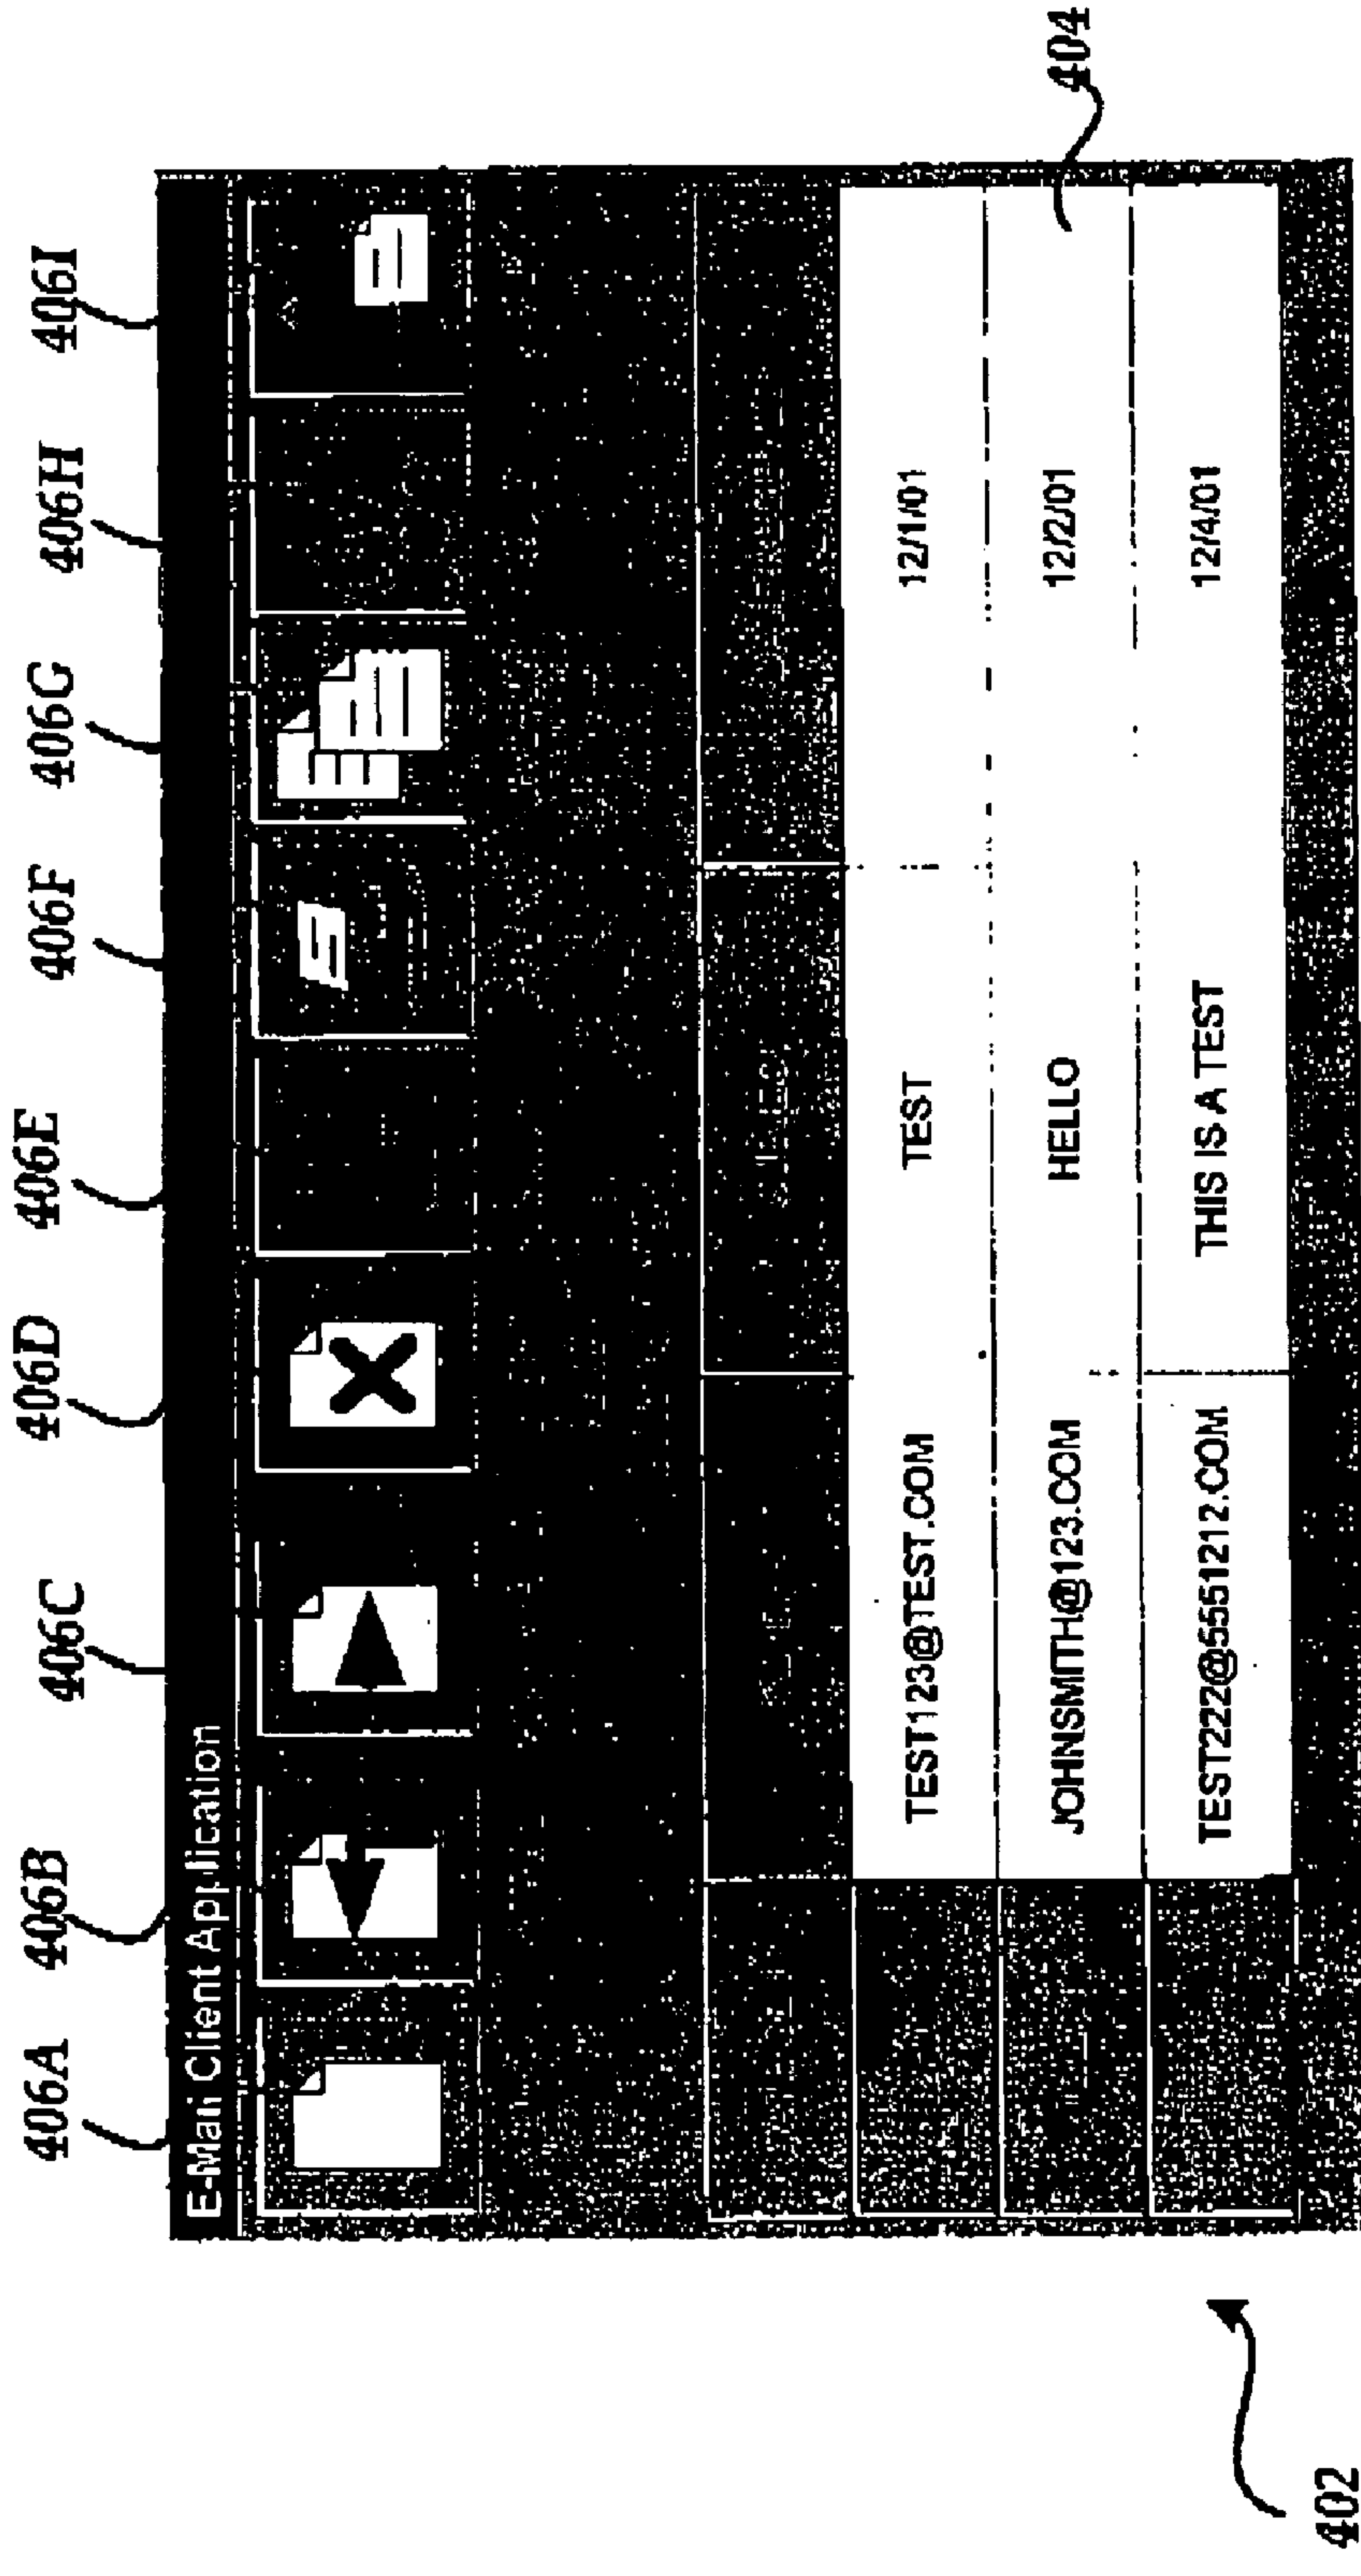 406A 406B 406C 406D 406E 406F 406G 406H 406I
E-Mail Client Application
TEST123@TEST.COM TEST 12/1/01
JOHNSMITH@123.COM HELLO 12/2/01
TEST222@5551212.COM THIS IS A TEST 12/4/01
404
402